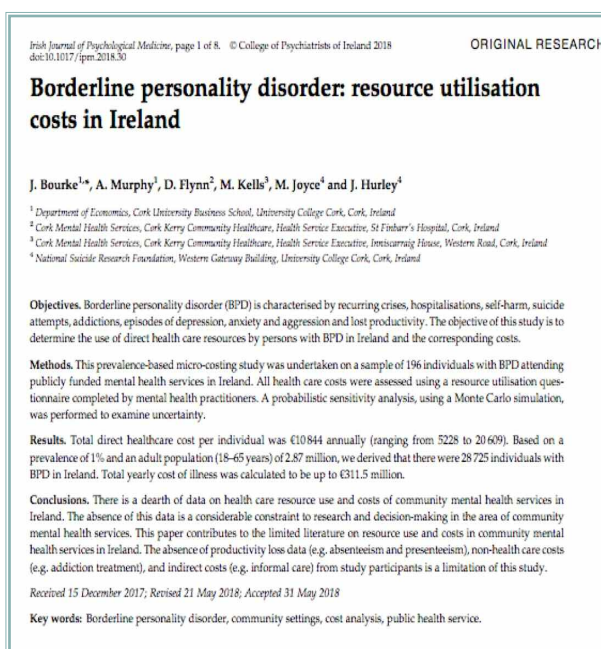 Irish Journal of Psychological Medicine, page 1 of 8. © College of Psychiatrists of Ireland 2018
doi:10.1017/ipm.2018.30
ORIGINAL RESEARCH
Borderline personality disorder: resource utilisation
costs in Ireland
J. Bourke1,*, A. Murphy1, D. Flynn2, M. Kells3, M. Joyce4 and J. Hurley4
1 Department of Economics, Cork University Business School, University College Cork, Cork, Ireland
2 Cork Mental Health Services, Cork Kerry Community Healthcare, Health Service Executive, St Finbarr's Hospital, Cork, Ireland
3 Cork Mental Health Services, Cork Kerry Community Healthcare, Health Service Executive, Inniscarraig House, Western Road, Cork, Ireland
4 National Suicide Research Foundation, Western Gateway Building, University College Cork, Cork, Ireland
Objectives. Borderline personality disorder (BPD) is characterised by recurring crises, hospitalisations, self-harm, suicide
attempts, addictions, episodes of depression, anxiety and aggression and lost productivity. The objective of this study is to
determine the use of direct health care resources by persons with BPD in Ireland and the corresponding costs.
Methods. This prevalence-based micro-costing study was undertaken on a sample of 196 individuals with BPD attending
publicly funded mental health services in Ireland. All health care costs were assessed using a resource utilisation ques-
tionnaire completed by mental health practitioners. A probabilistic sensitivity analysis, using a Monte Carlo simulation,
was performed to examine uncertainty.
Results. Total direct healthcare cost per individual was €10 844 annually (ranging from 5228 to 20 609). Based on a
prevalence of 1% and an adult population (18–65 years) of 2.87 million, we derived that there were 28 725 individuals with
BPD in Ireland. Total yearly cost of illness was calculated to be up to €311.5 million.
Conclusions. There is a dearth of data on health care resource use and costs of community mental health services in
Ireland. The absence of this data is a considerable constraint to research and decision-making in the area of community
mental health services. This paper contributes to the limited literature on resource use and costs in community mental
health services in Ireland. The absence of productivity loss data (e.g. absenteeism and presenteeism), non-health care costs
(e.g. addiction treatment), and indirect costs (e.g. informal care) from study participants is a limitation of this study.
Received 15 December 2017; Revised 21 May 2018; Accepted 31 May 2018
Key words: Borderline personality disorder, community settings, cost analysis, public health service.